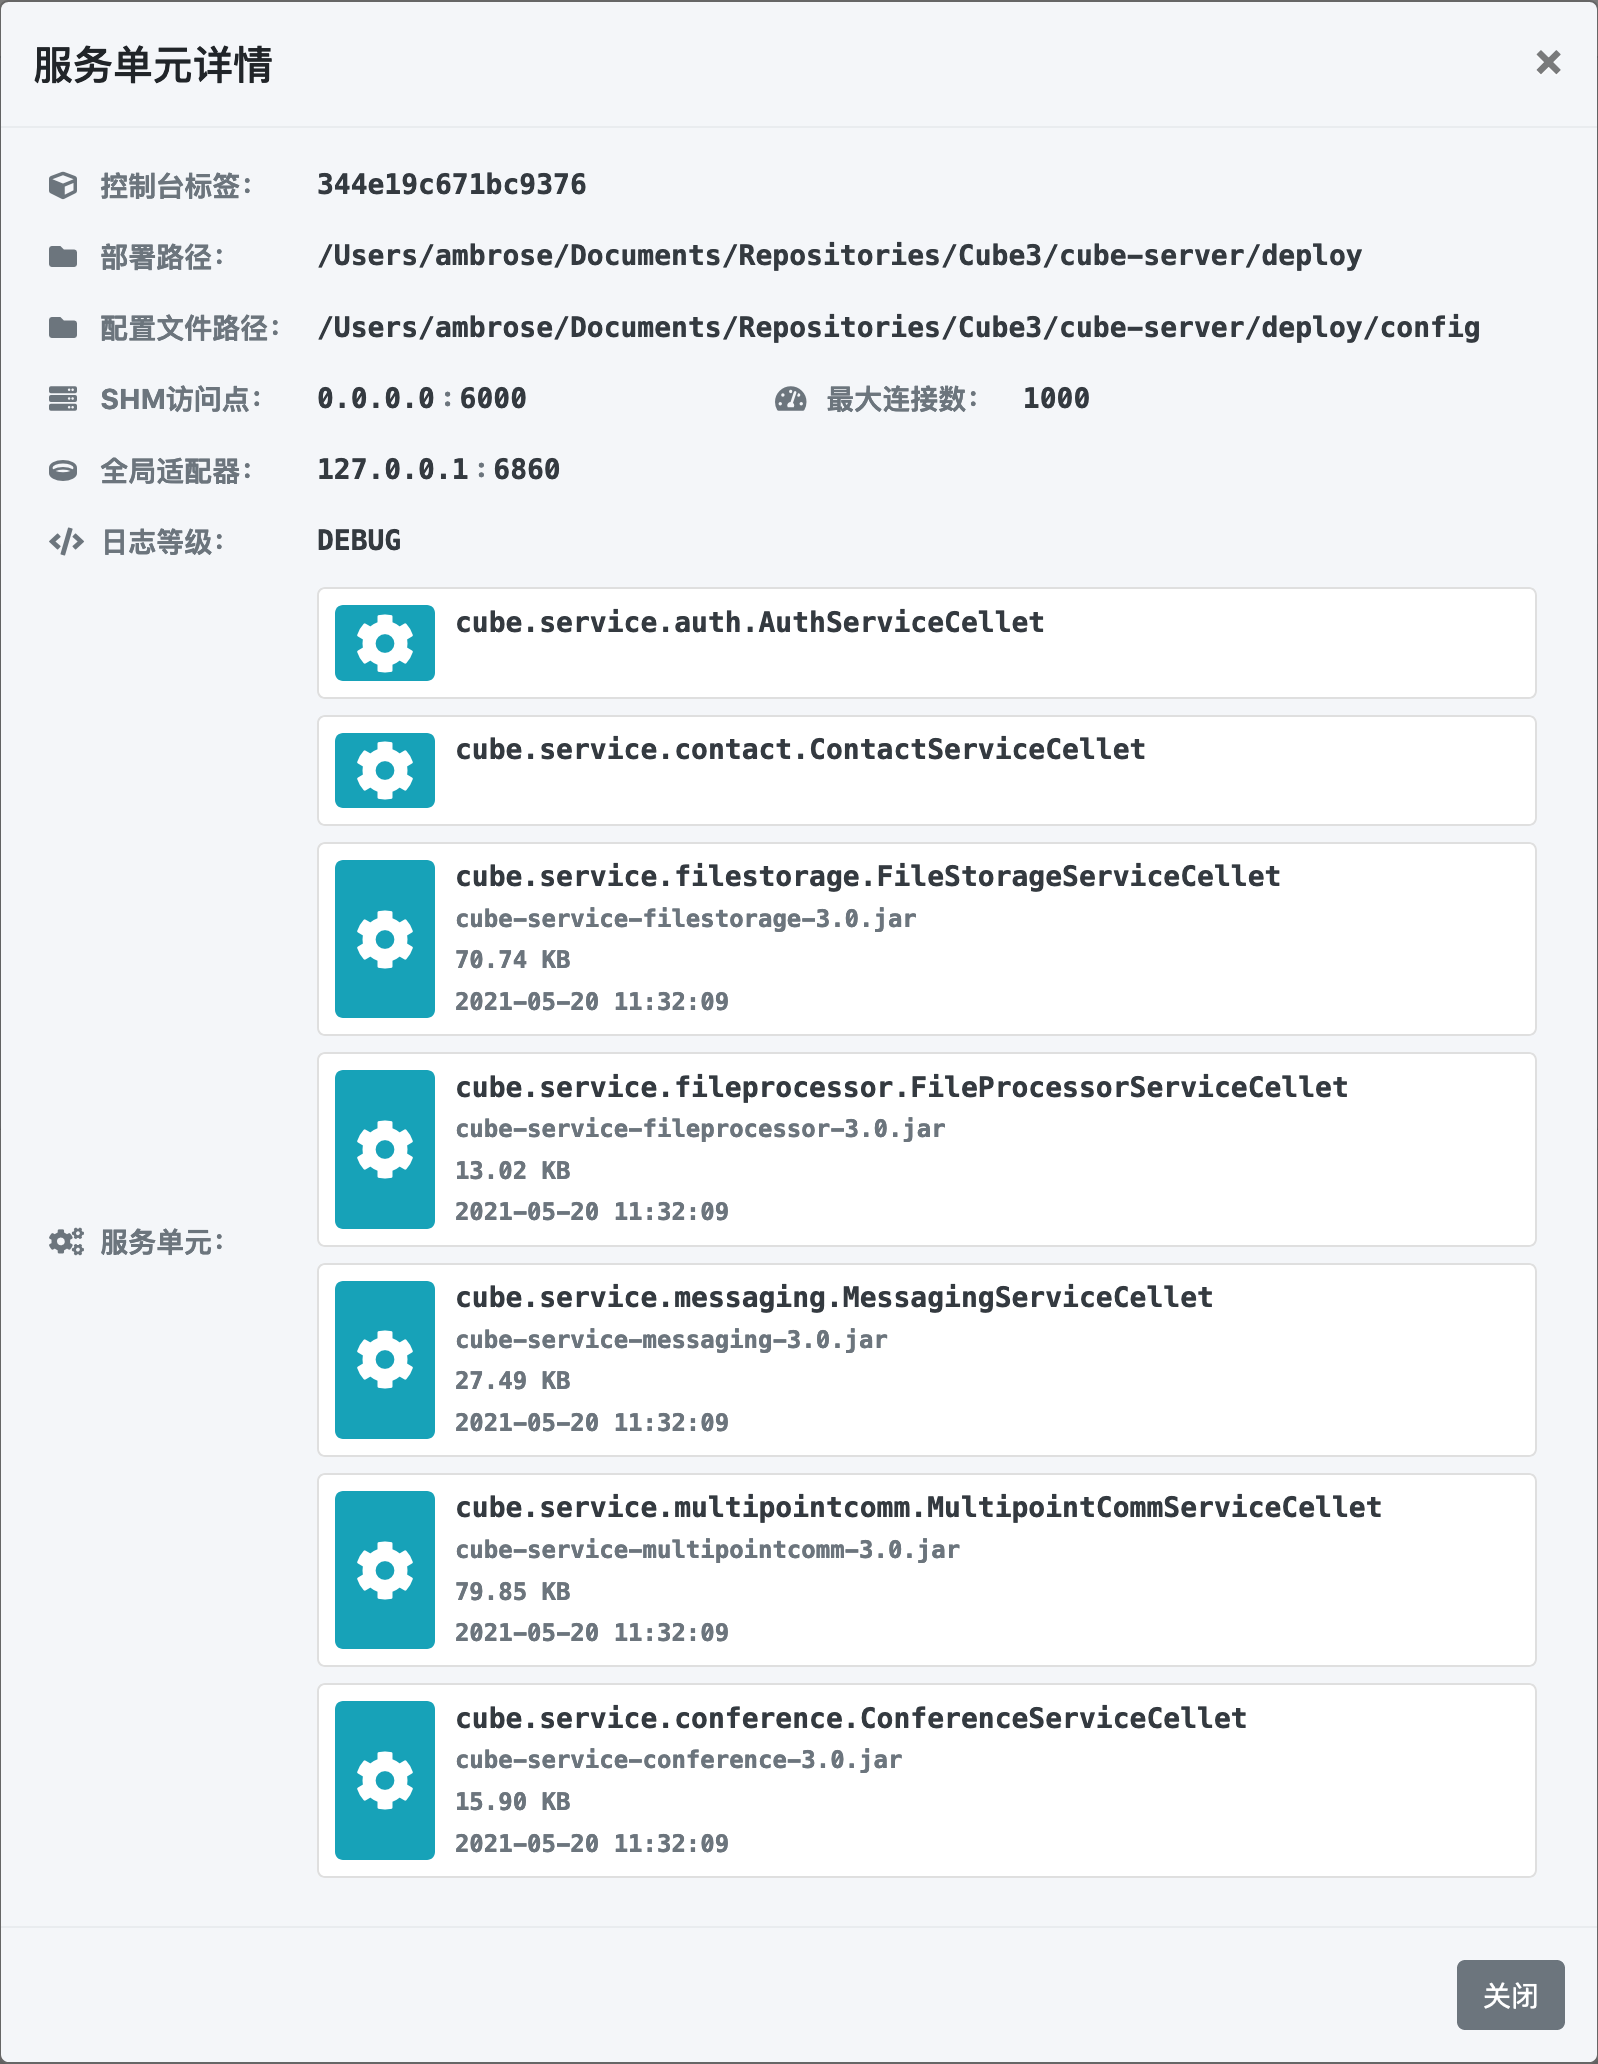 服务单元详情
控制台标签: 344e19c671bc9376
部署路径: /Users/ambrose/Documents/Repositories/Cube3/cube-server/deploy
配置文件路径: /Users/ambrose/Documents/Repositories/Cube3/cube-server/deploy/config
SHM访问点: 0.0.0.0:6000 最大连接数: 1000
全局适配器: 127.0.0.1:6860
日志等级: DEBUG
服务单元:
cube.service.auth.AuthServiceCellet
cube.service.contact.ContactServiceCellet
cube.service.filestorage.FileStorageServiceCellet
cube-service-filestorage-3.0.jar
70.74 KB
2021-05-20 11:32:09
cube.service.fileprocessor.FileProcessorServiceCellet
cube-service-fileprocessor-3.0.jar
13.02 KB
2021-05-20 11:32:09
cube.service.messaging.MessagingServiceCellet
cube-service-messaging-3.0.jar
27.49 KB
2021-05-20 11:32:09
cube.service.multipointcomm.MultipointCommServiceCellet
cube-service-multipointcomm-3.0.jar
79.85 KB
2021-05-20 11:32:09
cube.service.conference.ConferenceServiceCellet
cube-service-conference-3.0.jar
15.90 KB
2021-05-20 11:32:09
关闭